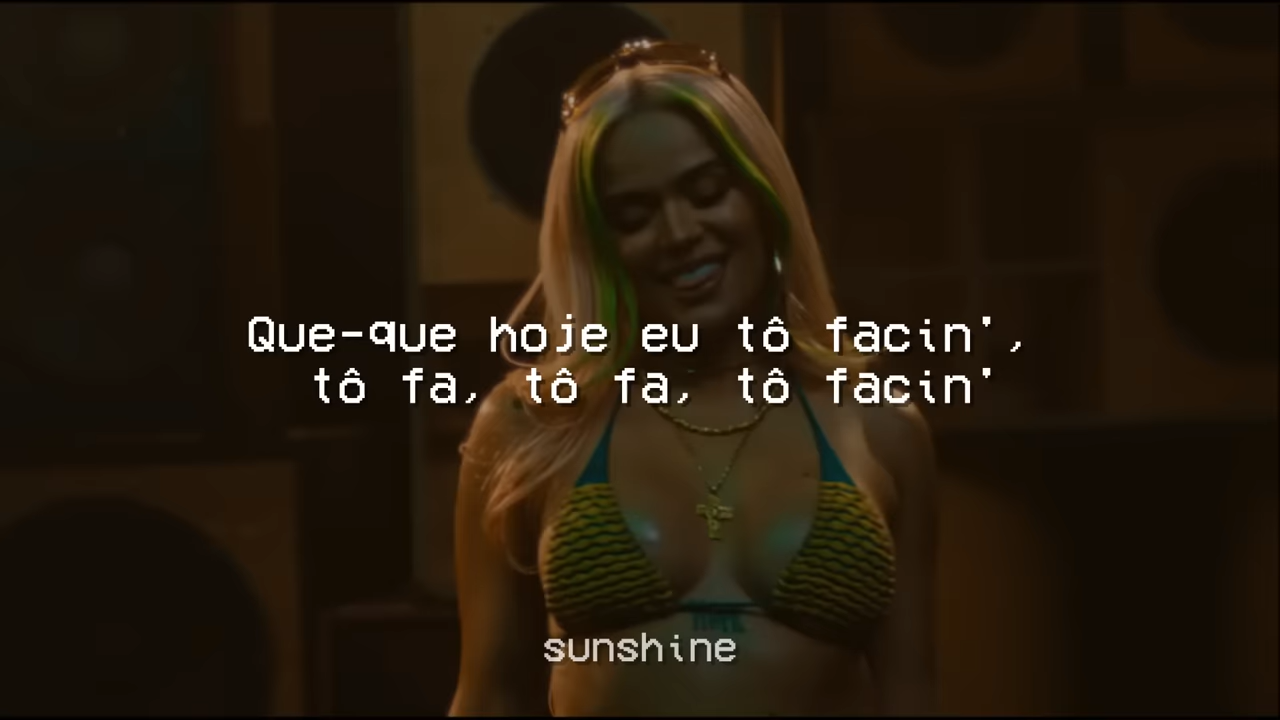 Que-que hoje eu tô facin',
tô fa, tô fa, tô facin'
sunshine